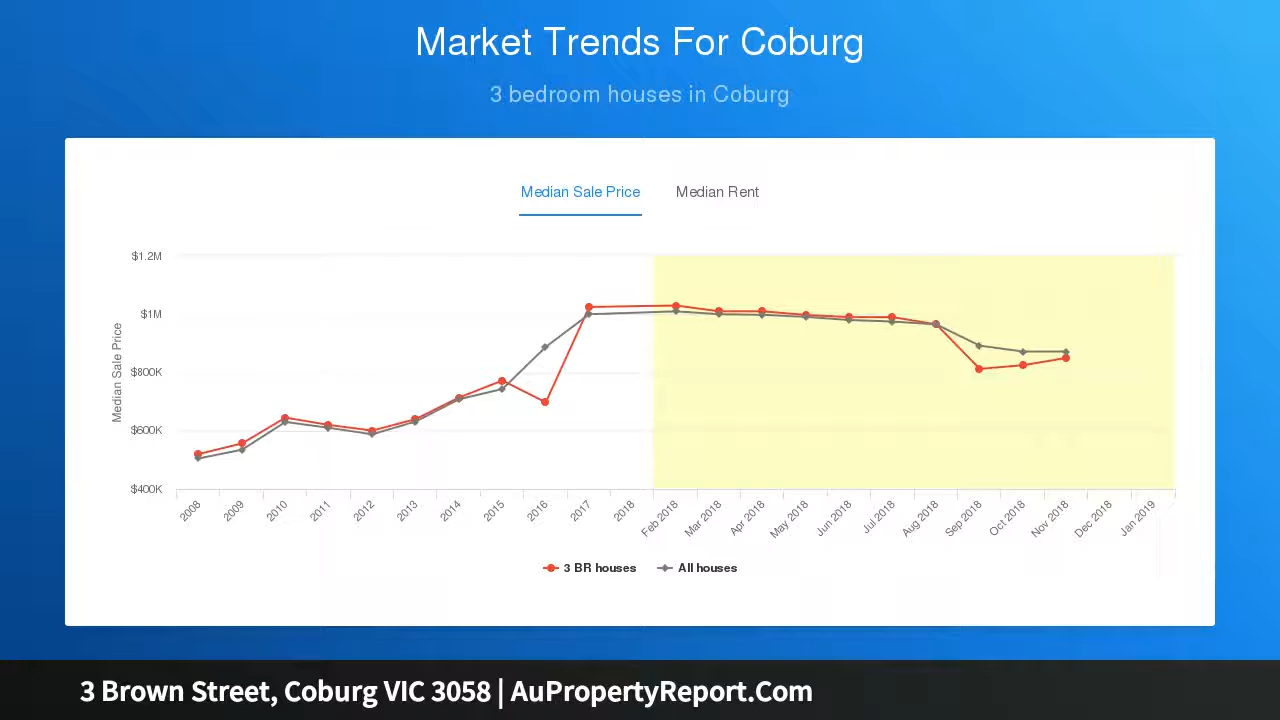 Market Trends For Coburg
3 bedroom houses in Coburg
Median Sale Price Median Rent
$1.2M
$1M
$800K
$600K
$400K
Median Sale Price
2008 2009 2010 2011 2012 2013 2014 2015 2016 2017 2018 Feb 2018 Mar 2018 Apr 2018 May 2018 Jun 2018 Jul 2018 Aug 2018 Sep 2018 Oct 2018 Nov 2018 Dec 2018 Jan 2019
3 BR houses All houses
3 Brown Street, Coburg VIC 3058 | AuPropertyReport.Com